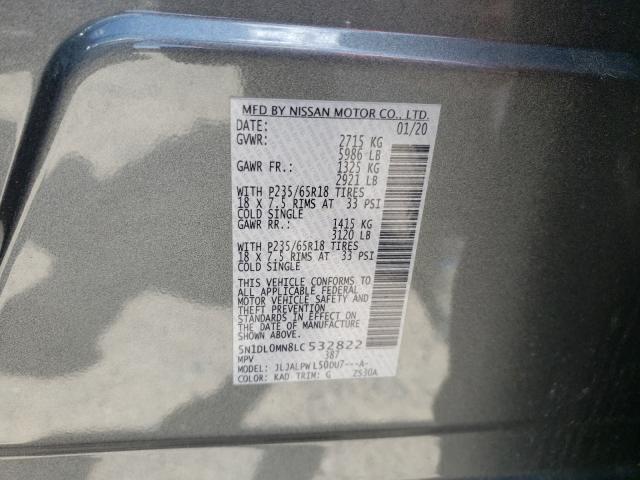 MFD BY NISSAN MOTOR CO., LTD.
DATE: 01/20
GVWR: 2715 KG
5986 LB
GAWR FR.: 1325 KG
2921 LB
WITH P235/65R18 TIRES
18 X 7.5 RIMS AT 33 PSI
COLD SINGLE
GAWR RR.: 1415 KG
3120 LB
WITH P235/65R18 TIRES
18 X 7.5 RIMS AT 33 PSI
COLD SINGLE
THIS VEHICLE CONFORMS TO
ALL APPLICABLE FEDERAL
MOTOR VEHICLE SAFETY AND
THEFT PREVENTION
STANDARDS IN EFFECT ON THE
DATE OF MANUFACTURE
SHOWN ABOVE.
5N1DL0MN8LC532822
MPV 387
MODEL: JLJALPWL50DU7---A-
COLOR: KAD TRIM: G 2530A